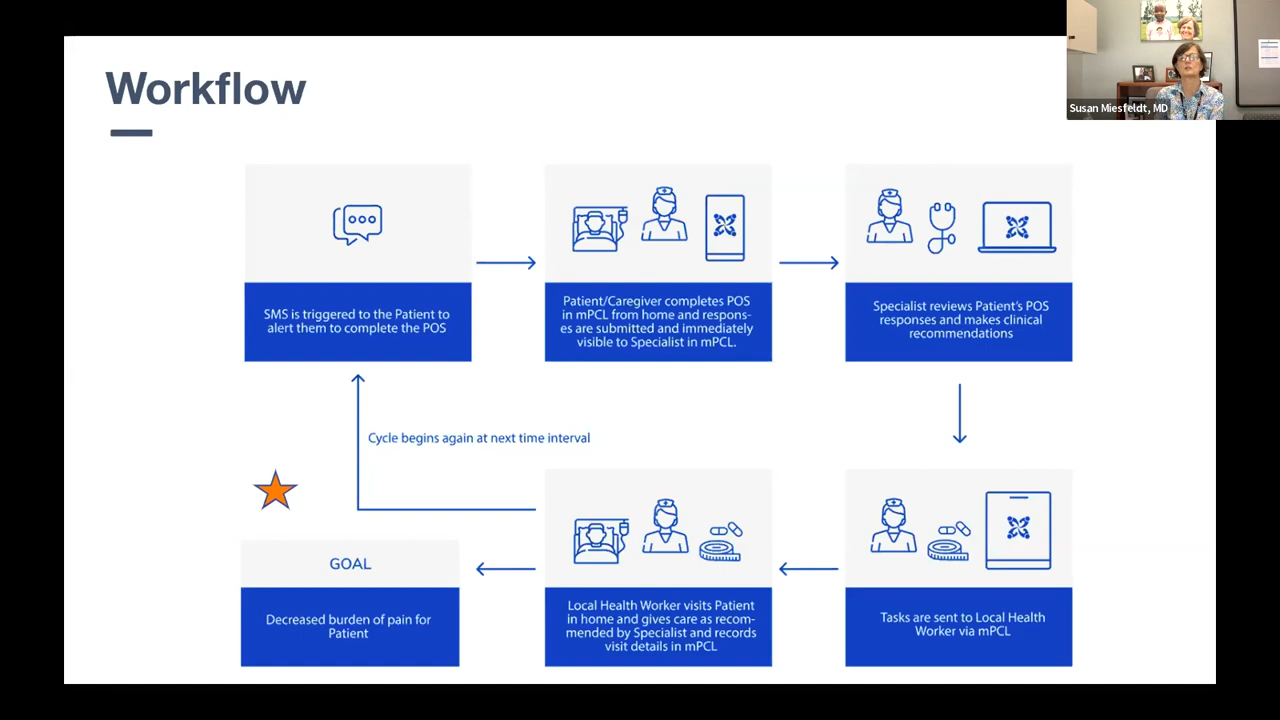 Workflow
Susan Miesfeldt, MD
SMS is triggered to the Patient to
alert them to complete the POS
Patient/Caregiver completes POS
in mPCL from home and respons-
es are submitted and immediately
visible to Specialist in mPCL.
Specialist reviews Patient's POS
responses and makes clinical
recommendations
Cycle begins again at next time interval
GOAL
Decreased burden of pain for
Patient
Local Health Worker visits Patient
in home and gives care as recom-
mended by Specialist and records
visit details in mPCL
Tasks are sent to Local Health
Worker via mPCL